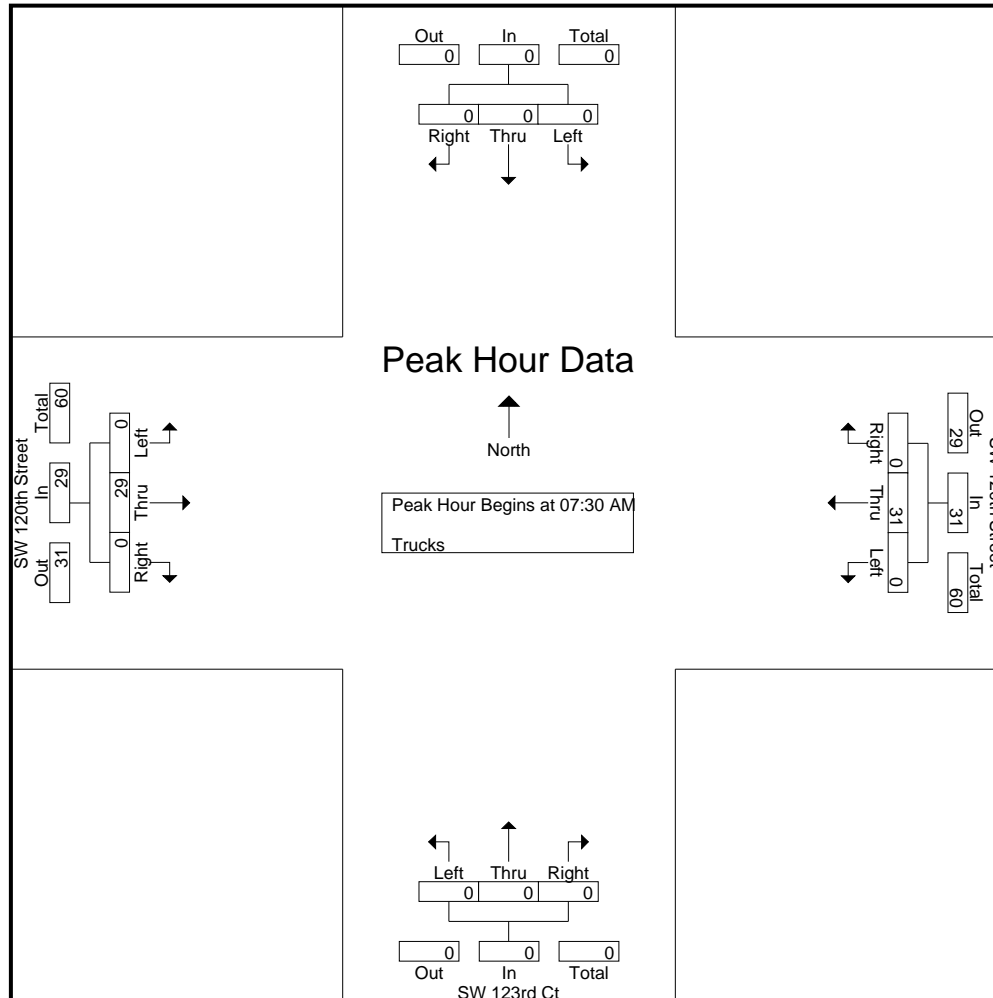 Out In Total
0 0 0
0 0 0
Right Thru Left
Peak Hour Data
North
Peak Hour Begins at 07:30 AM
Trucks
SW 120th Street
Out In Total
31 29 60
0 29 0
Right Thru Left
Out In Total
29 31 60
0 31 0
Right Thru Left
Left Thru Right
0 0 0
0 0 0
Out In Total
SW 123rd Ct